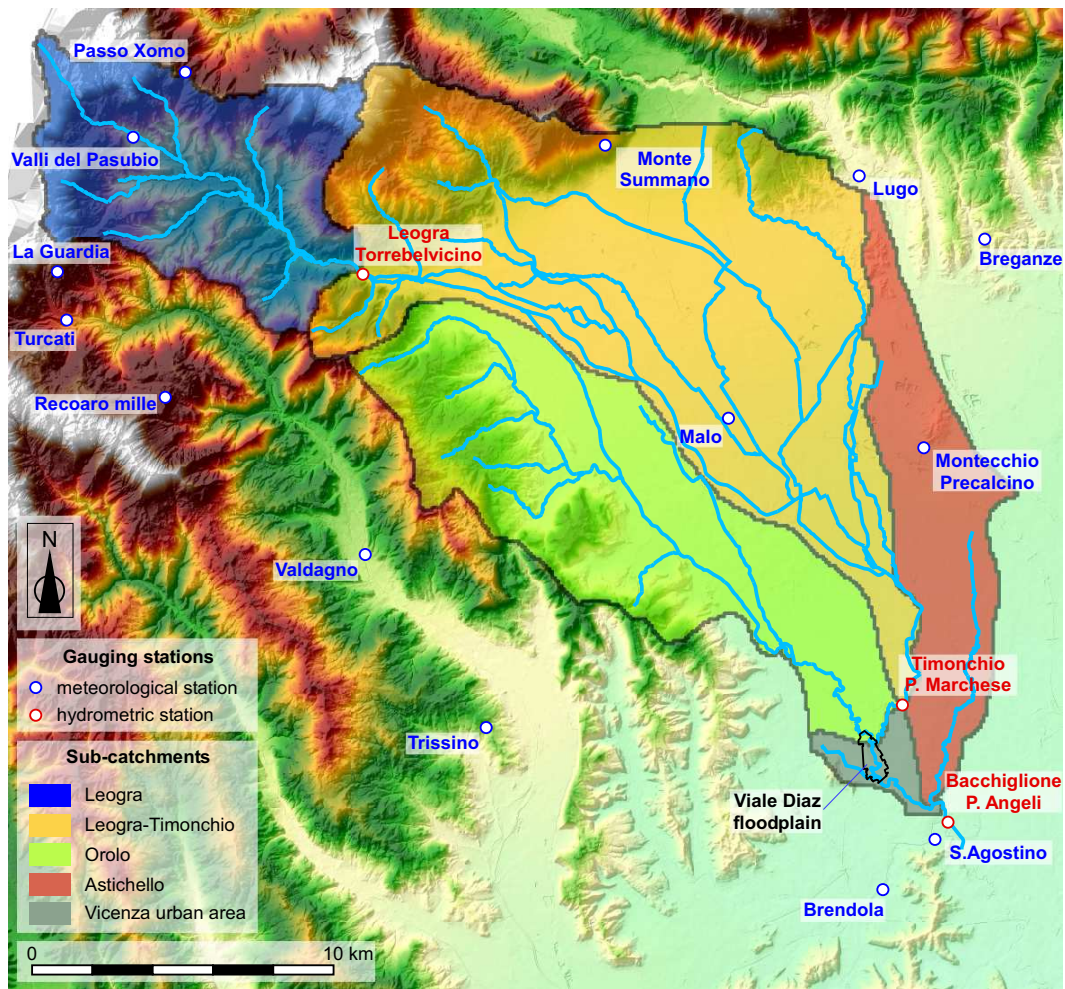 Passo Xomo
Valli del Pasubio
Monte
Summano
Lugo
Leogra
Torrebelvicino
La Guardia
Breganze
Turcati
Recoaro mille
Malo
Montecchio
Precalcino
N
Valdagno
Gauging stations
meteorological station
hydrometric station
Timonchio
P. Marchese
Trissino
Sub-catchments
Leogra
Leogra-Timonchio
Orolo
Astichello
Vicenza urban area
Bacchiglione
P. Angeli
Viale Diaz
floodplain
S.Agostino
Brendola
0 10 km